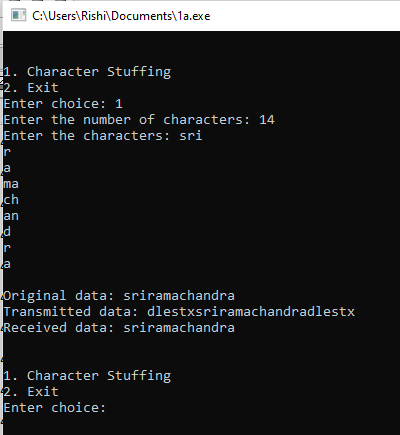 C:\Users\Rishi\Documents\1a.exe
1. Character Stuffing
2. Exit
Enter choice: 1
Enter the number of characters: 14
Enter the characters: sri
r
a
ma
ch
an
d
r
a
Original data: sriramachandra
Transmitted data: dlestxsriramachandradlestx
Received data: sriramachandra
1. Character Stuffing
2. Exit
Enter choice: